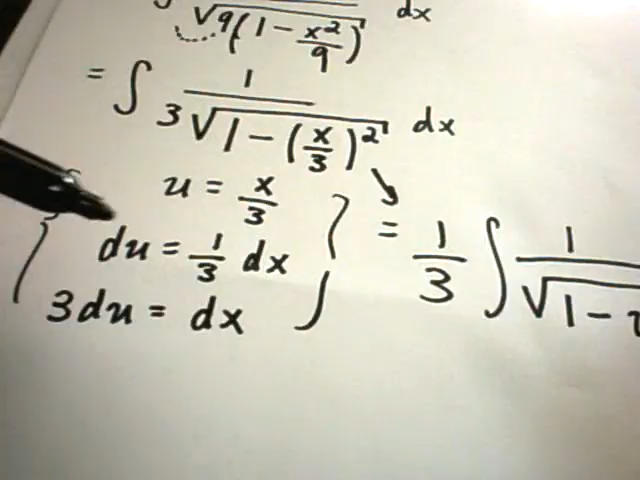 √9(1 - x²/9) dx
= ∫ 1/(3√(1 - (x/3)²)) dx
u = x/3
du = 1/3 dx
3du = dx
= 1/3 ∫ 1/√(1 -